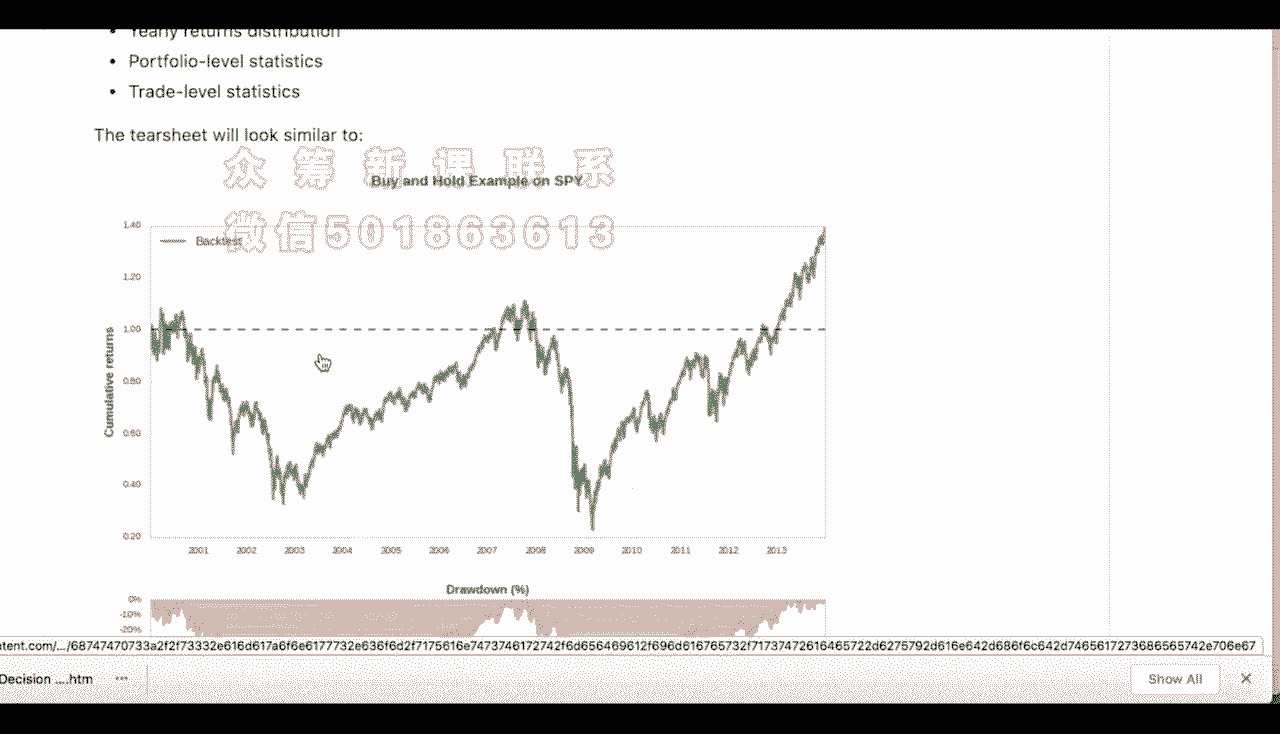 Yearly returns distribution
Portfolio-level statistics
Trade-level statistics
The tearsheet will look similar to:
众筹新课联系
Buy and Hold Example on SPY
微信501863613
1.40
Backtest
1.20
1.00
0.80
Cumulative returns
0.60
0.40
0.20
2001 2002 2003 2004 2005 2006 2007 2008 2009 2010 2011 2012 2013
Drawdown (%)
0%
-10%
-20%
Decision ....htm
Show All